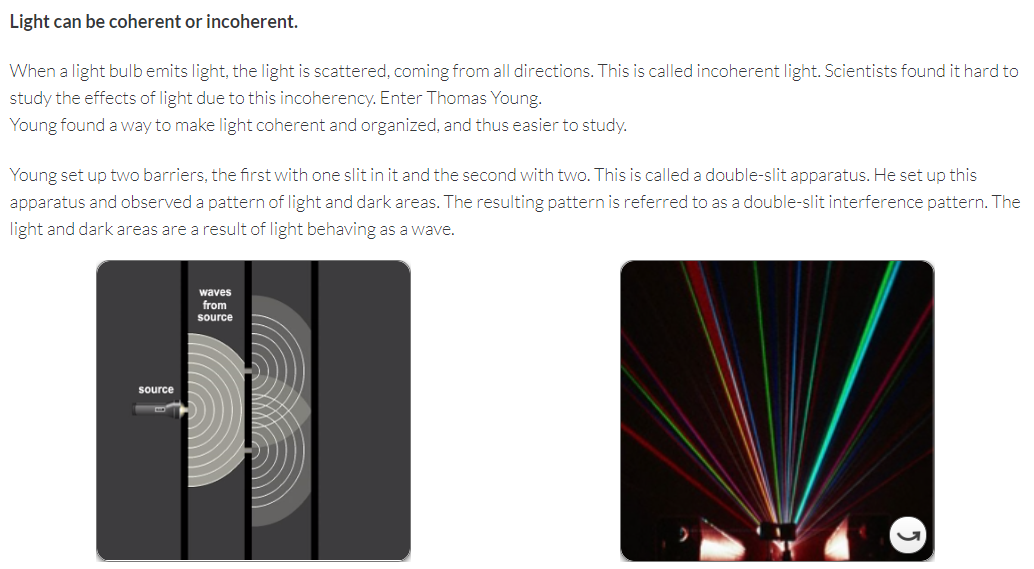 Light can be coherent or incoherent.
When a light bulb emits light, the light is scattered, coming from all directions. This is called incoherent light. Scientists found it hard to
study the effects of light due to this incoherency. Enter Thomas Young.
Young found a way to make light coherent and organized, and thus easier to study.
Young set up two barriers, the first with one slit in it and the second with two. This is called a double-slit apparatus. He set up this
apparatus and observed a pattern of light and dark areas. The resulting pattern is referred to as a double-slit interference pattern. The
light and dark areas are a result of light behaving as a wave.
waves
from
source
source